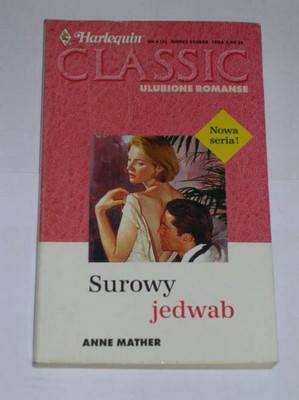 Harlequin
CLASSIC
ULUBIONE ROMANSE
Nowa
seria!
Surowy
jedwab
ANNE MATHER